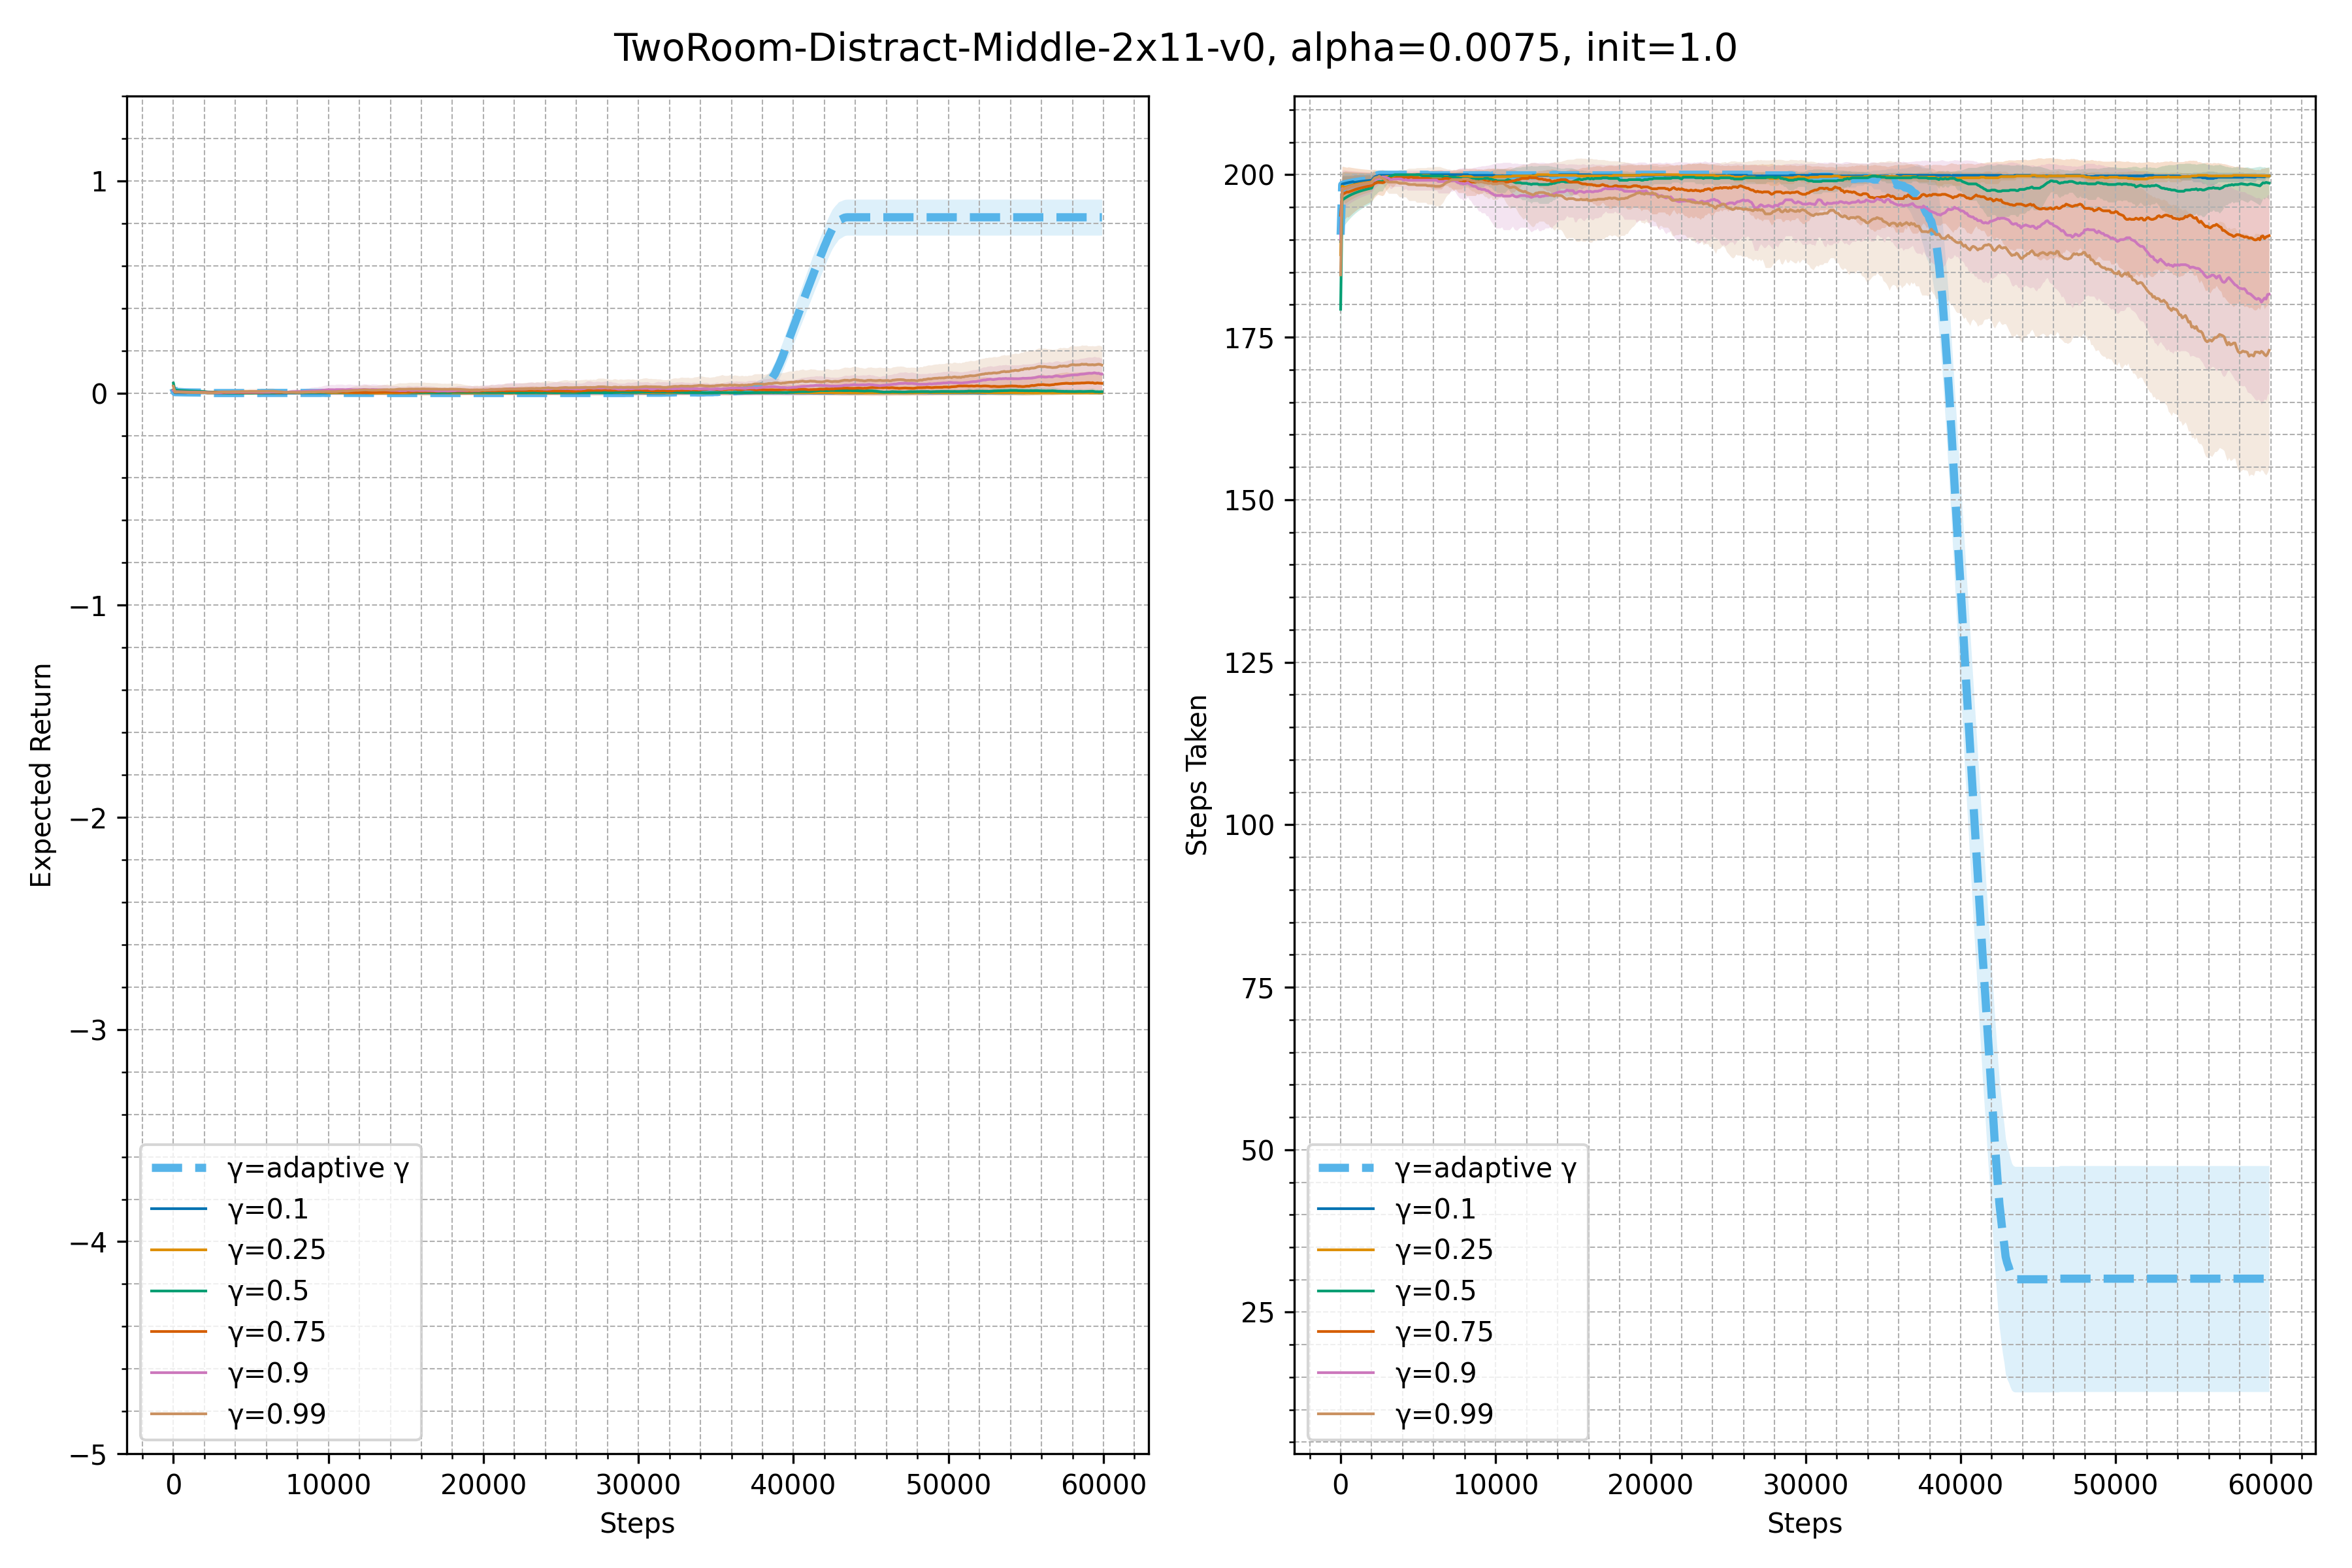 TwoRoom-Distract-Middle-2x11-v0, alpha=0.0075, init=1.0
Expected Return
1
0
−1
−2
−3
−4
−5
γ=adaptive γ
γ=0.1
γ=0.25
γ=0.5
γ=0.75
γ=0.9
γ=0.99
0 10000 20000 30000 40000 50000 60000
Steps
Steps Taken
200
175
150
125
100
75
50
25
γ=adaptive γ
γ=0.1
γ=0.25
γ=0.5
γ=0.75
γ=0.9
γ=0.99
0 10000 20000 30000 40000 50000 60000
Steps